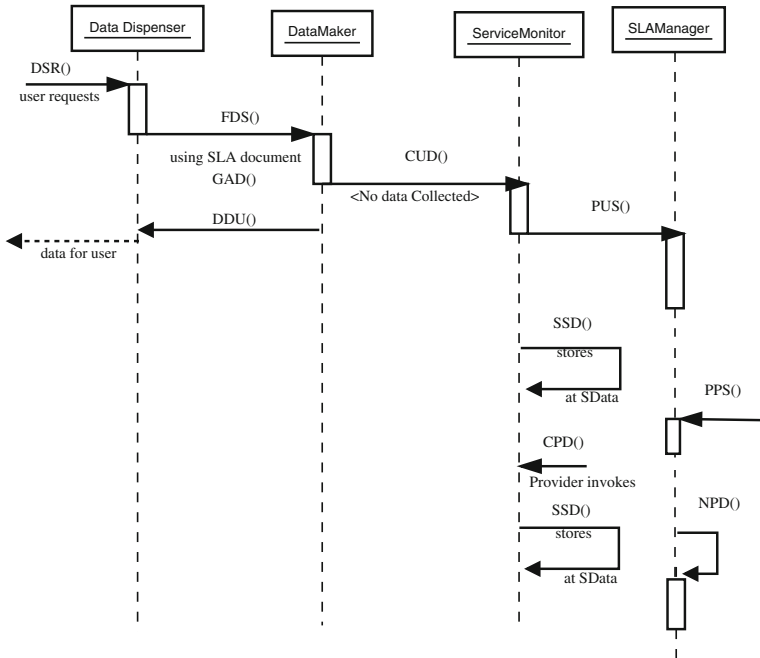 Data Dispenser
DataMaker
ServiceMonitor
SLAManager
DSR()
user requests
FDS()
using SLA document
GAD()
CUD()
<No data Collected>
DDU()
PUS()
data for user
SSD()
stores
at SData
PPS()
CPD()
Provider invokes
SSD()
stores
at SData
NPD()